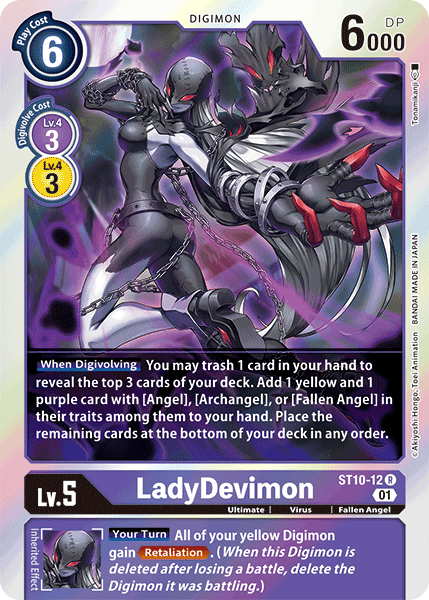 Play Cost
6
DIGIMON
DP
6000
Digivolve Cost
Lv.4
3
Lv.4
3
Tonamikanji
When Digivolving You may trash 1 card in your hand to
reveal the top 3 cards of your deck. Add 1 yellow and 1
purple card with [Angel], [Archangel], or [Fallen Angel] in
their traits among them to your hand. Place the
remaining cards at the bottom of your deck in any order.
©Akiyoshi Hongo, Toei Animation BANDAI MADE IN JAPAN
Lv.5
LadyDevimon
ST10-12 R
01
Ultimate | Virus | Fallen Angel
Inherited Effect
Your Turn All of your yellow Digimon
gain Retaliation. (When this Digimon is
deleted after losing a battle, delete the
Digimon it was battling.)